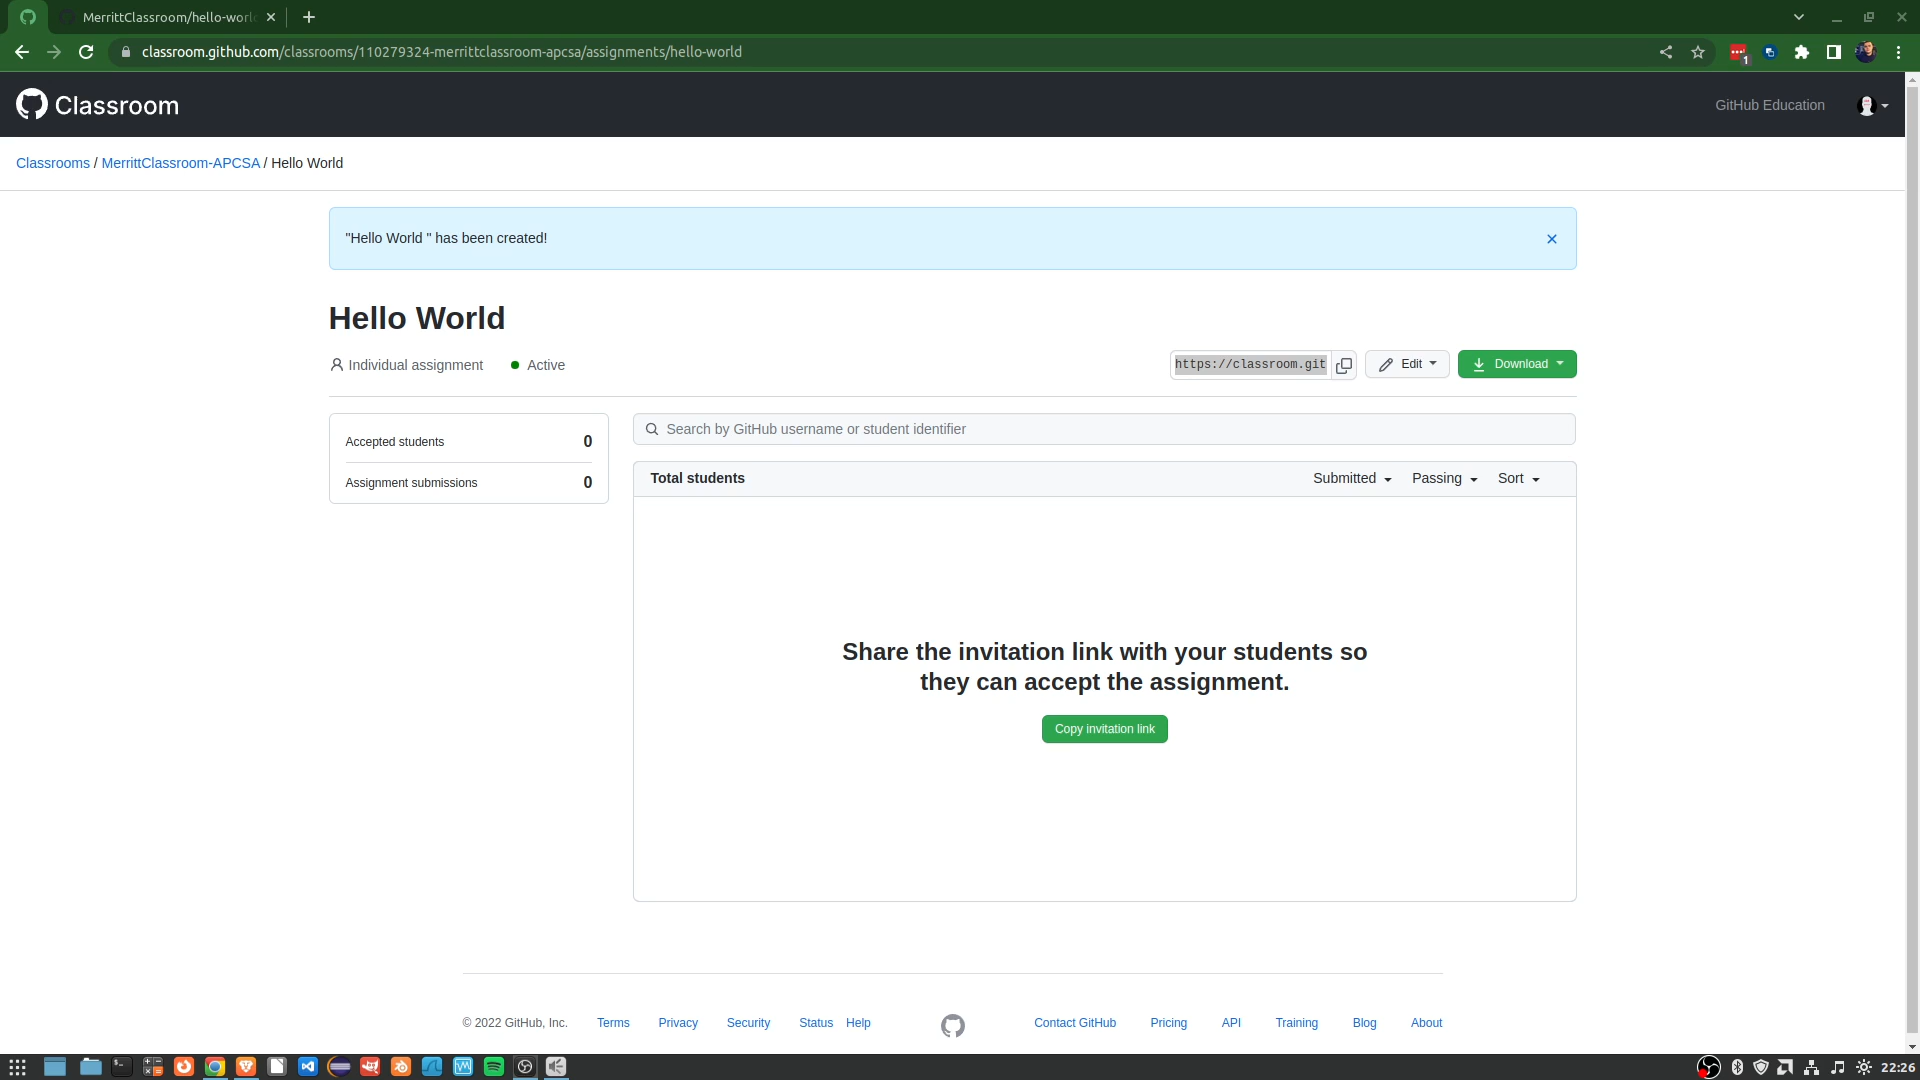 MerrittClassroom/hello-worl
classroom.github.com/classrooms/110279324-merrittclassroom-apcsa/assignments/hello-world
1
Classroom
GitHub Education
Classrooms / MerrittClassroom-APCSA / Hello World
"Hello World " has been created!
Hello World
Individual assignment
Active
https://classroom.git
Edit
Download
Accepted students 0
Assignment submissions 0
Search by GitHub username or student identifier
Total students
Submitted
Passing
Sort
Share the invitation link with your students so
they can accept the assignment.
Copy invitation link
© 2022 GitHub, Inc.
Terms
Privacy
Security
Status
Help
Contact GitHub
Pricing
API
Training
Blog
About
22:26